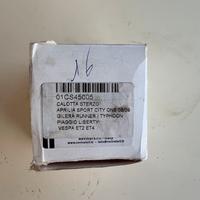 16
01CS45005
CALOTTA STERZO
APRILIA SPORT CITY ONE 08/09
GILERA RUNNER / TYPHOON
PIAGGIO LIBERTY
VESPA ET2 ET4